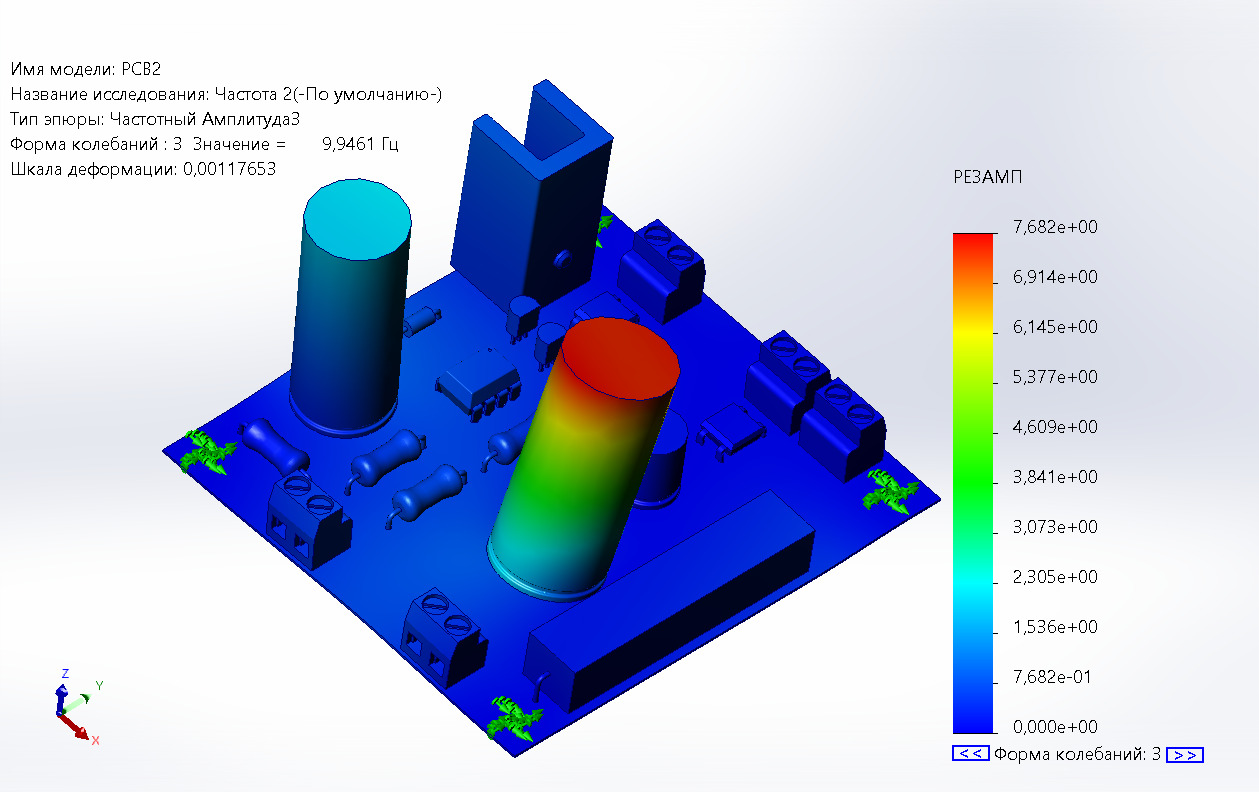 Имя модели: PCB2
Название исследования: Частота 2(-По умолчанию-)
Тип эпюры: Частотный Амплитуда3
Форма колебаний : 3 Значение = 9,9461 Гц
Шкала деформации: 0,00117653
РЕЗАМП
7,682e+00
6,914e+00
6,145e+00
5,377e+00
4,609e+00
3,841e+00
3,073e+00
2,305e+00
1,536e+00
7,682e-01
0,000e+00
<< Форма колебаний: 3 >>
Z
Y
X